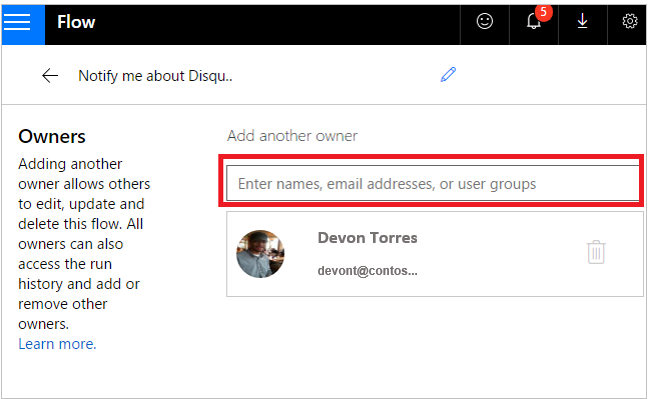 Flow
5
Notify me about Disqu..
Owners
Adding another
owner allows others
to edit, update and
delete this flow. All
owners can also
access the run
history and add or
remove other
owners.
Learn more.
Add another owner
Enter names, email addresses, or user groups
Devon Torres
devont@contos...